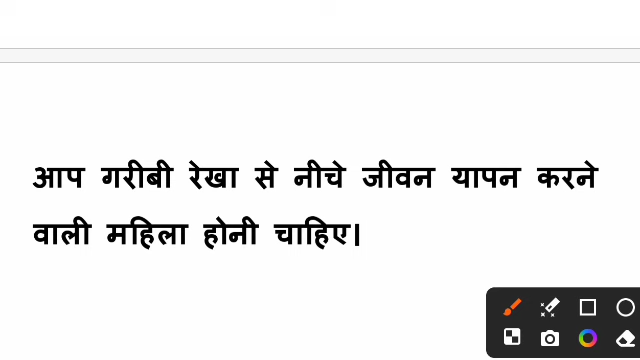 आप गरीबी रेखा से नीचे जीवन यापन करने
वाली महिला होनी चाहिए।